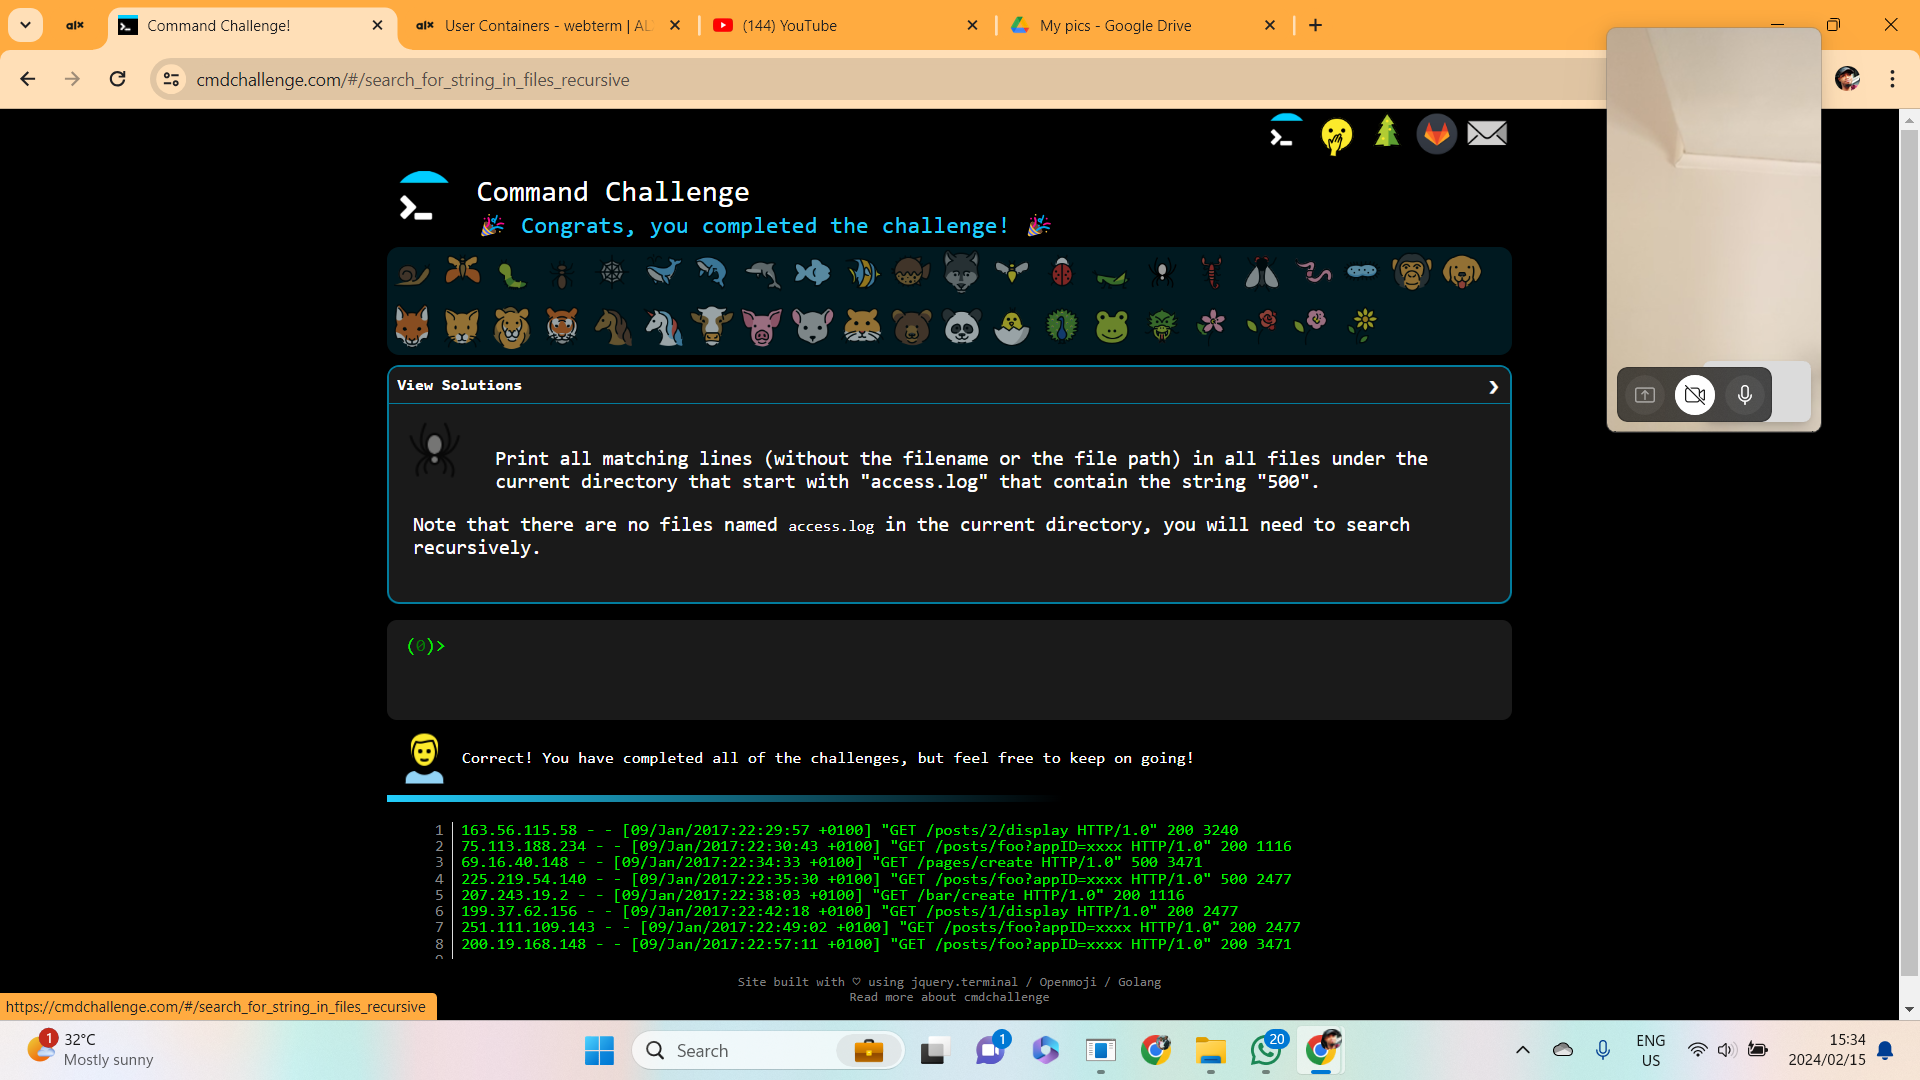 alx
Command Challenge!
alx
User Containers - webterm | AL
(144) YouTube
My pics - Google Drive
cmdchallenge.com/#/search_for_string_in_files_recursive
Command Challenge
Congrats, you completed the challenge!
View Solutions
Print all matching lines (without the filename or the file path) in all files under the
current directory that start with "access.log" that contain the string "500".
Note that there are no files named access.log in the current directory, you will need to search
recursively.
(0)>
Correct! You have completed all of the challenges, but feel free to keep on going!
1 163.56.115.58 - - [09/Jan/2017:22:29:57 +0100] "GET /posts/2/display HTTP/1.0" 200 3240
2 75.113.188.234 - - [09/Jan/2017:22:30:43 +0100] "GET /posts/foo?appID=xxxx HTTP/1.0" 200 1116
3 69.16.40.148 - - [09/Jan/2017:22:34:33 +0100] "GET /pages/create HTTP/1.0" 500 3471
4 225.219.54.140 - - [09/Jan/2017:22:35:30 +0100] "GET /posts/foo?appID=xxxx HTTP/1.0" 500 2477
5 207.243.19.2 - - [09/Jan/2017:22:38:03 +0100] "GET /bar/create HTTP/1.0" 200 1116
6 199.37.62.156 - - [09/Jan/2017:22:42:18 +0100] "GET /posts/1/display HTTP/1.0" 200 2477
7 251.111.109.143 - - [09/Jan/2017:22:49:02 +0100] "GET /posts/foo?appID=xxxx HTTP/1.0" 200 2477
8 200.19.168.148 - - [09/Jan/2017:22:57:11 +0100] "GET /posts/foo?appID=xxxx HTTP/1.0" 200 3471
Site built with ♡ using jquery.terminal / Openmoji / Golang
Read more about cmdchallenge
https://cmdchallenge.com/#/search_for_string_in_files_recursive
1
32°C
Mostly sunny
Search
1
20
ENG
US
15:34
2024/02/15